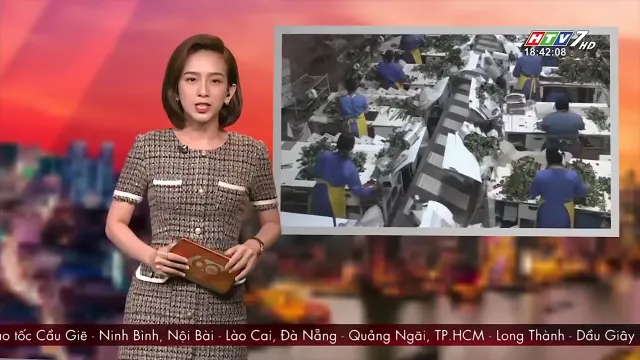 HTV7 HD
18:42:08
ao tốc Cầu Giẽ - Ninh Bình, Nội Bài - Lào Cai, Đà Nẵng - Quảng Ngãi, TP.HCM - Long Thành - Dầu Giây